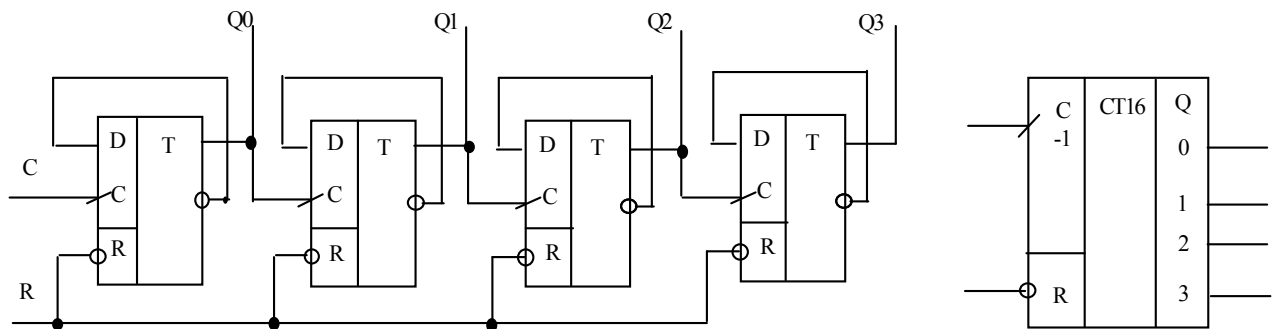 Q0 Q1 Q2 Q3
D T D T D T D T
C C C C C
R R R R
R
C CT16 Q
-1
0
1
2
R 3